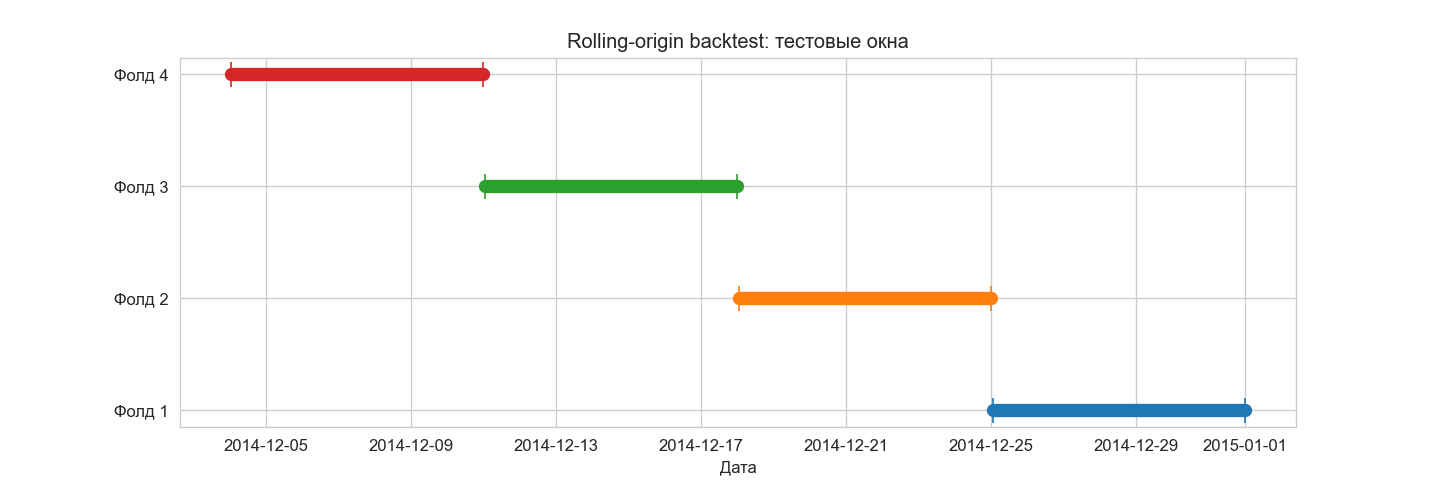 Rolling-origin backtest: тестовые окна
Фолд 4
Фолд 3
Фолд 2
Фолд 1
2014-12-05 2014-12-09 2014-12-13 2014-12-17 2014-12-21 2014-12-25 2014-12-29 2015-01-01
Дата